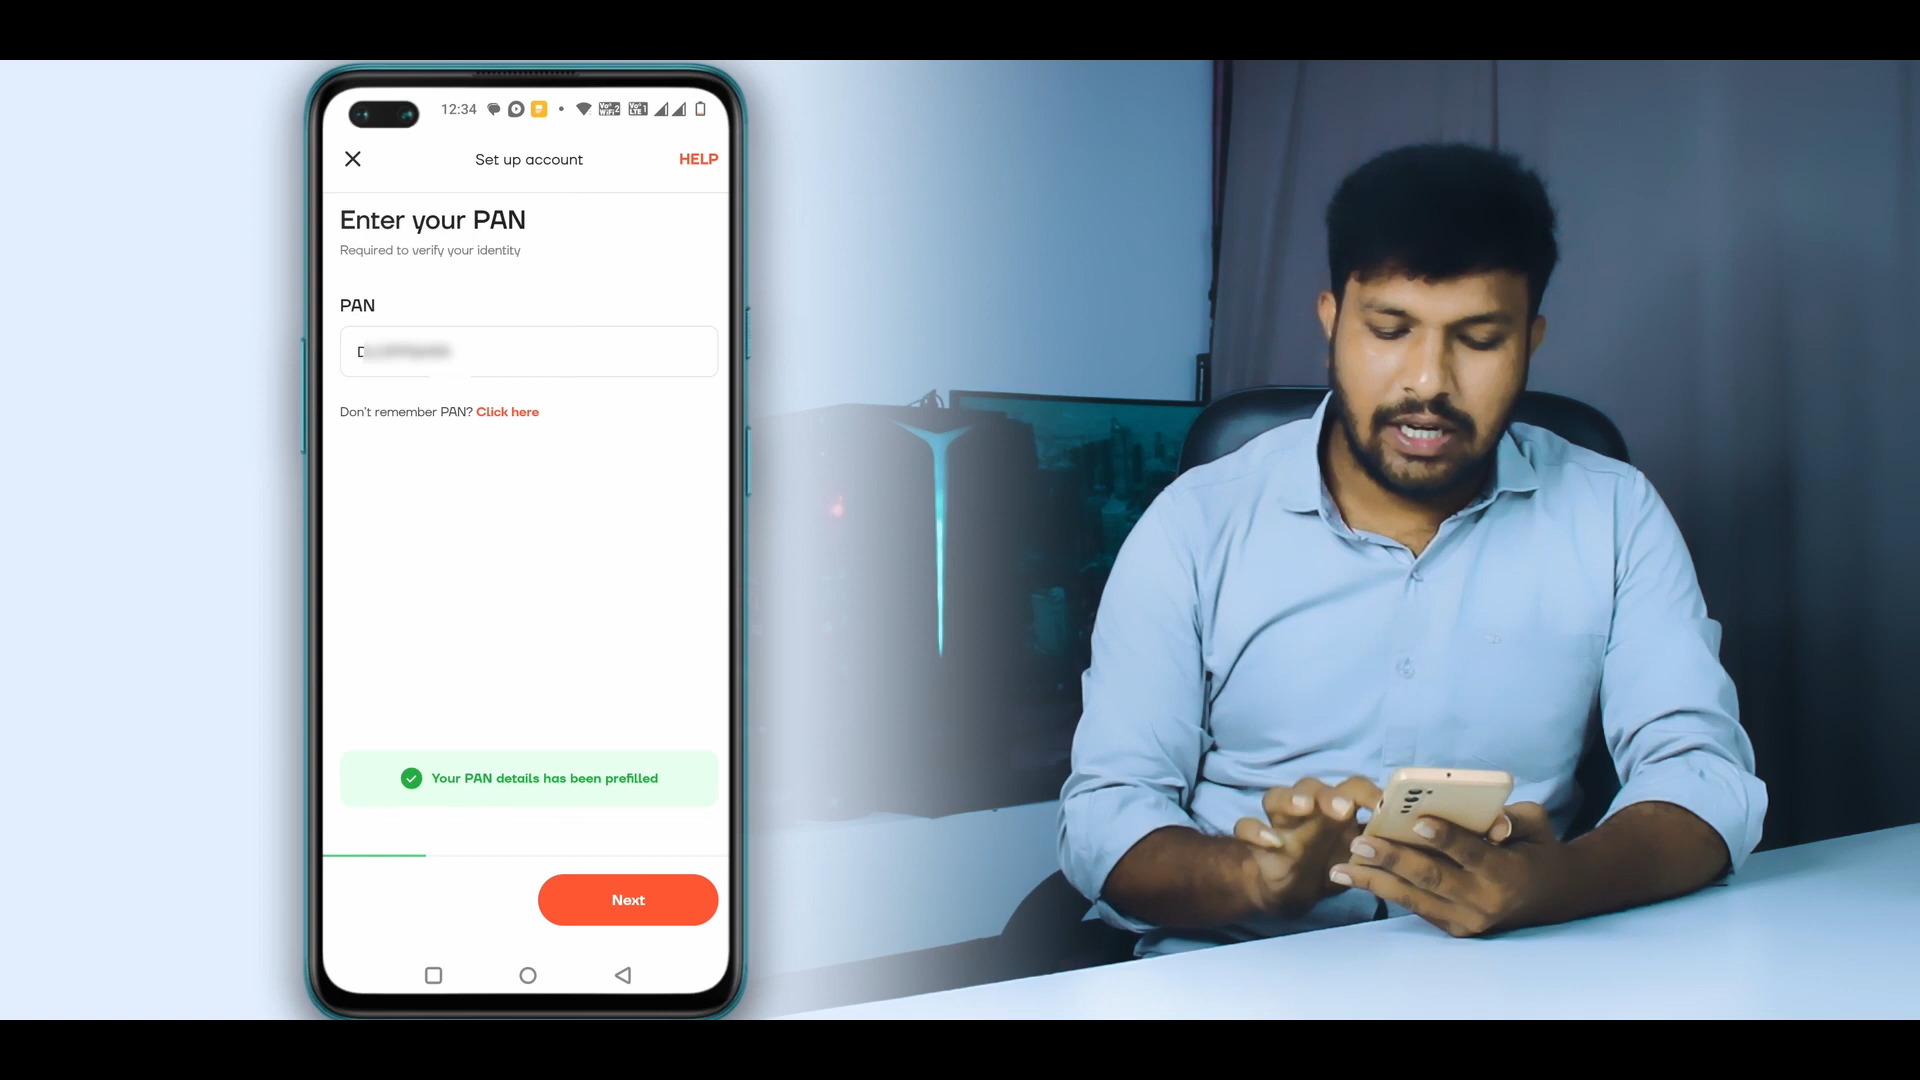 12:34
Set up account
HELP
Enter your PAN
Required to verify your identity
PAN
D
Don't remember PAN? Click here
Your PAN details has been prefilled
Next